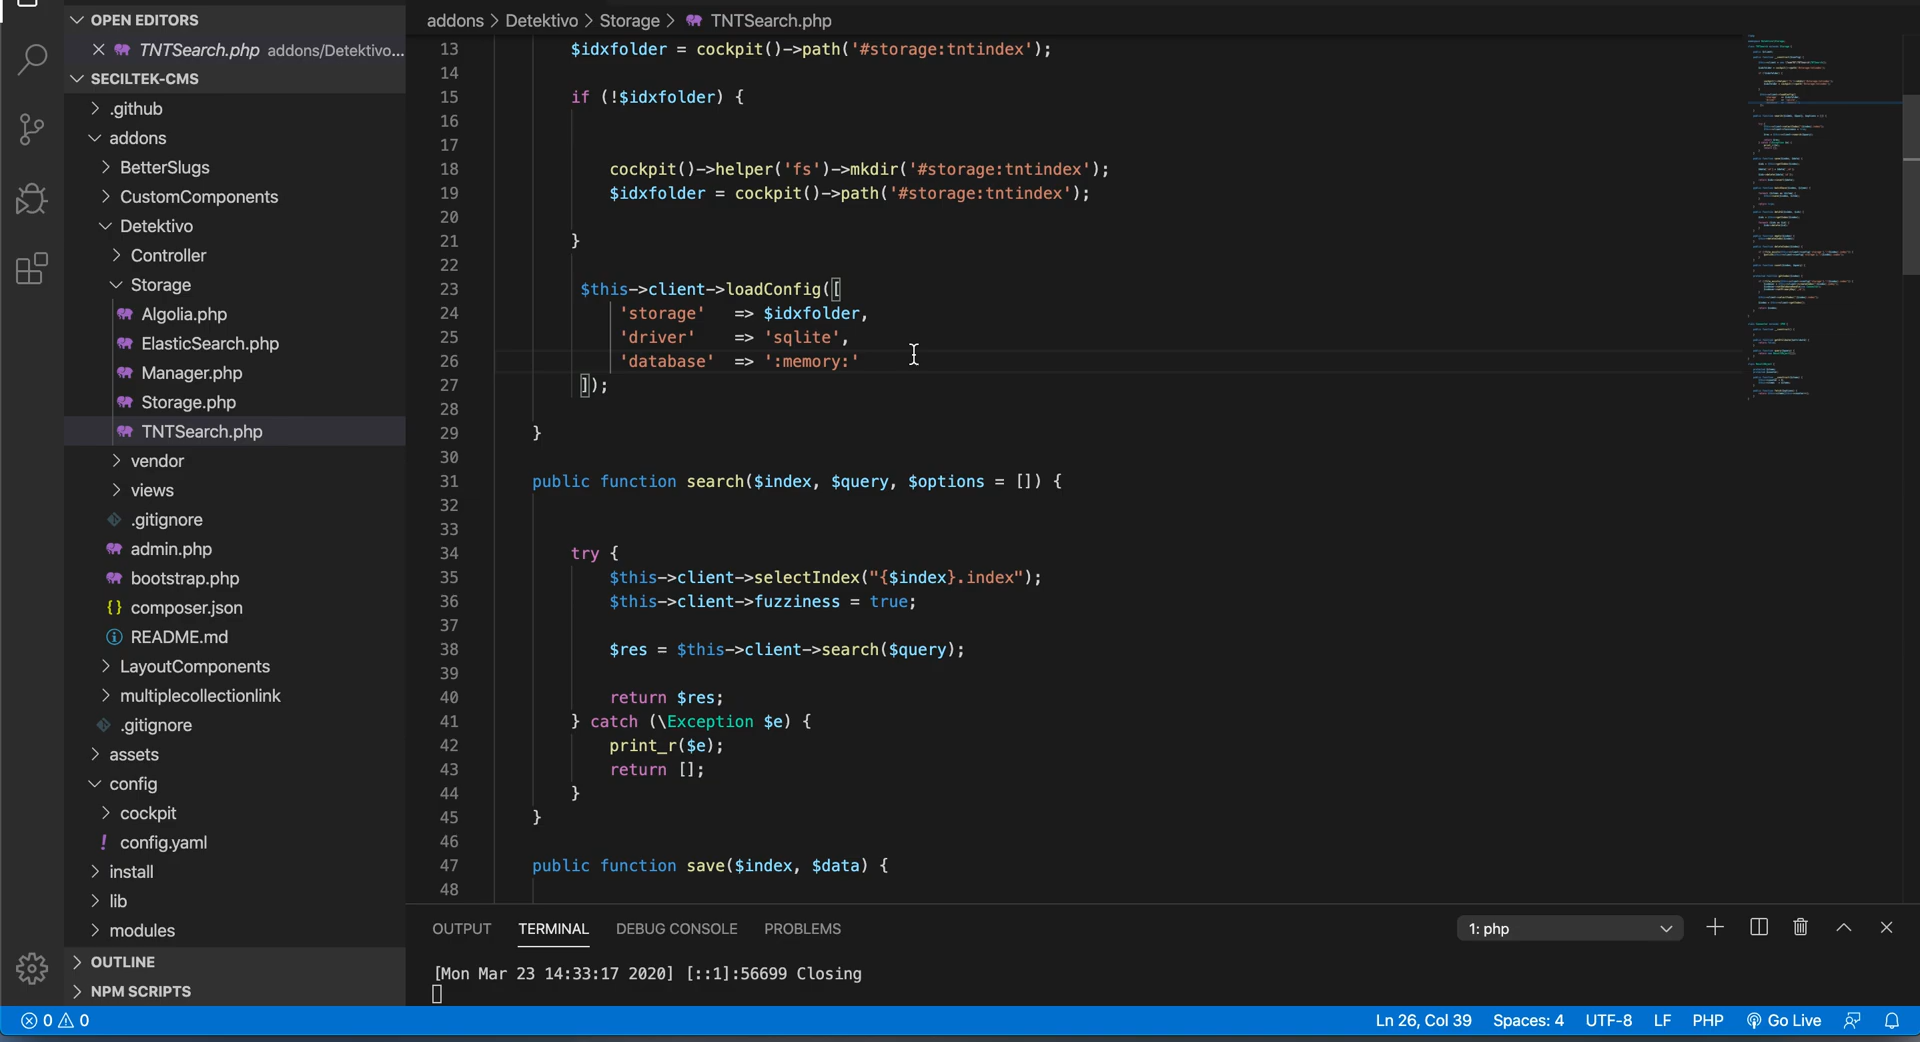 OPEN EDITORS
TNTSearch.php addons/Detektivo...
SECILTEK-CMS
.github
addons
BetterSlugs
CustomComponents
Detektivo
Controller
Storage
Algolia.php
ElasticSearch.php
Manager.php
Storage.php
TNTSearch.php
vendor
views
.gitignore
admin.php
bootstrap.php
{} composer.json
README.md
LayoutComponents
multiplecollectionlink
.gitignore
assets
config
cockpit
! config.yaml
install
lib
modules
OUTLINE
NPM SCRIPTS
addons > Detektivo > Storage > TNTSearch.php
13 $idxfolder = cockpit()->path('#storage:tntindex');
14
15 if (!$idxfolder) {
16
17
18 cockpit()->helper('fs')->mkdir('#storage:tntindex');
19 $idxfolder = cockpit()->path('#storage:tntindex');
20
21 }
22
23 $this->client->loadConfig([
24 'storage' => $idxfolder,
25 'driver' => 'sqlite',
26 'database' => ':memory:'
27 ]);
28
29 }
30
31 public function search($index, $query, $options = []) {
32
33
34 try {
35 $this->client->selectIndex("{$index}.index");
36 $this->client->fuzziness = true;
37
38 $res = $this->client->search($query);
39
40 return $res;
41 } catch (\Exception $e) {
42 print_r($e);
43 return [];
44 }
45 }
46
47 public function save($index, $data) {
48
OUTPUT TERMINAL DEBUG CONSOLE PROBLEMS 1: php
[Mon Mar 23 14:33:17 2020] [::1]:56699 Closing
0 0 Ln 26, Col 39 Spaces: 4 UTF-8 LF PHP Go Live